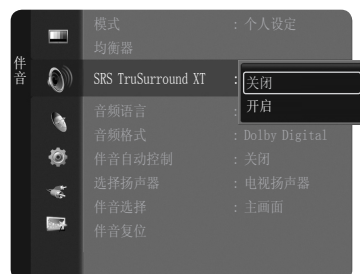 伴音
模式 : 个人设定
均衡器
SRS TruSurround XT : 关闭
开启
音频语言 :
音频格式 : Dolby Digital
伴音自动控制 : 关闭
选择扬声器 : 电视扬声器
伴音选择 : 主画面
伴音复位